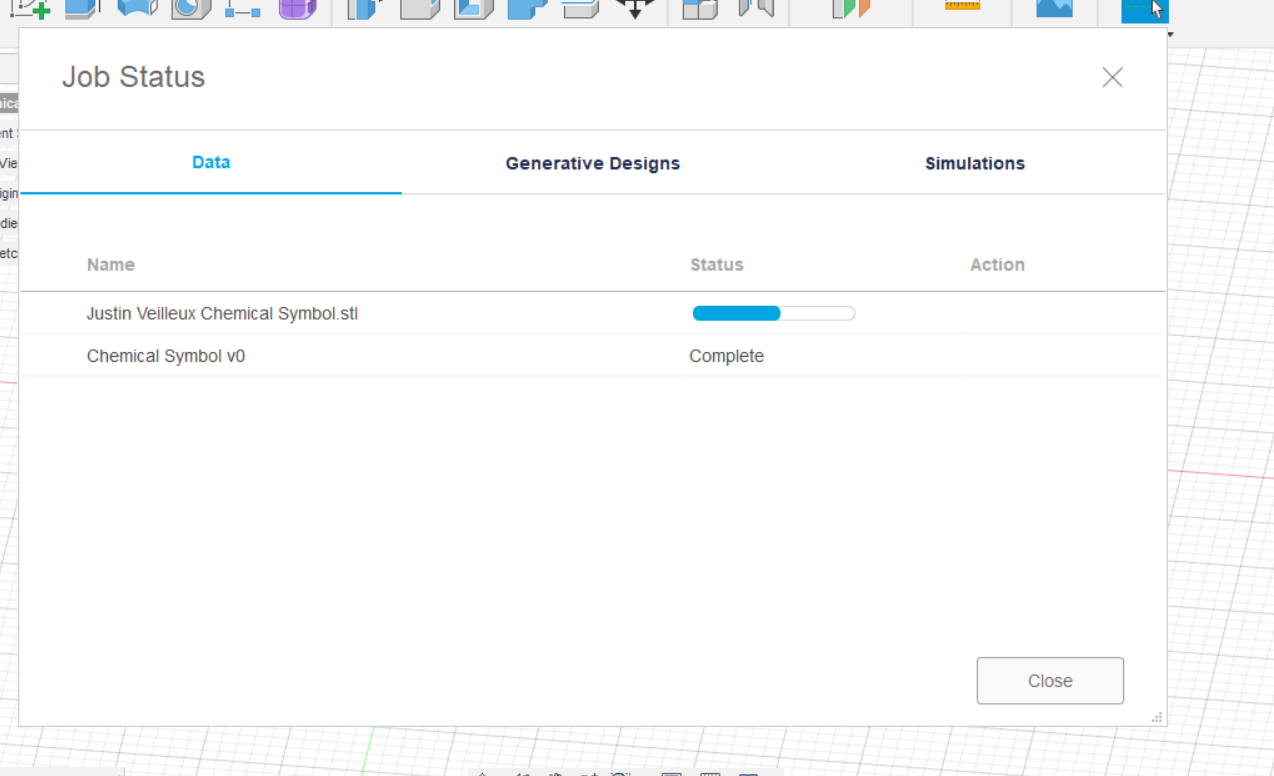 Job Status
Data Generative Designs Simulations
Name Status Action
Justin Veilleux Chemical Symbol.stl
Chemical Symbol v0 Complete
Close